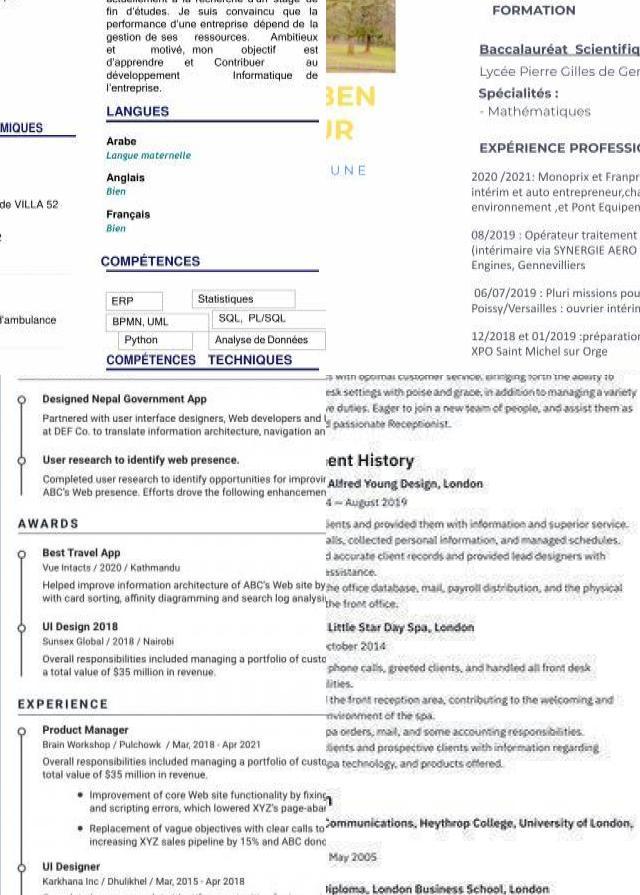 fin d'études. Je suis convaincu que la
performance d'une entreprise dépend de la
gestion de ses ressources. Ambitieux
et motivé, mon objectif est
d'apprendre et Contribuer au
développement Informatique de
l'entreprise.
LANGUES
MIQUES
Arabe
Langue maternelle
Anglais
Bien
de VILLA 52
Français
Bien
COMPÉTENCES
ERP
Statistiques
d'ambulance
BPMN, UML
SQL, PL/SQL
Python
Analyse de Données
COMPÉTENCES TECHNIQUES
BEN
UR
UNE
FORMATION
Baccalauréat Scientifiq
Lycée Pierre Gilles de Ger
Spécialités :
- Mathématiques
EXPÉRIENCE PROFESSI
2020 /2021: Monoprix et Franpr
intérim et auto entrepreneur,cha
environnement ,et Pont Equipen
08/2019 : Opérateur traitement
(intérimaire via SYNERGIE AERO
Engines, Gennevilliers
06/07/2019 : Pluri missions pou
Poissy/Versailles : ouvrier intérin
12/2018 et 01/2019 :préparation
XPO Saint Michel sur Orge
Designed Nepal Government App
Partnered with user interface designers, Web developers and
at DEF Co. to translate information architecture, navigation an
User research to identify web presence.
Completed user research to identify opportunities for improvi
ABC's Web presence. Efforts drove the following enhancemen
AWARDS
Best Travel App
Vue Intacts / 2020 / Kathmandu
Helped improve information architecture of ABC's Web site by
with card sorting, affinity diagramming and search log analysi
UI Design 2018
Sunsex Global / 2018 / Nairobi
Overall responsibilities included managing a portfolio of custo
a total value of $35 million in revenue.
EXPERIENCE
Product Manager
Brain Workshop / Pulchowk / Mar, 2018 - Apr 2021
Overall responsibilities included managing a portfolio of custo
total value of $35 million in revenue.
• Improvement of core Web site functionality by fixing
and scripting errors, which lowered XYZ's page-abar
• Replacement of vague objectives with clear calls to
increasing XYZ sales pipeline by 15% and ABC dono
UI Designer
Karkhana Inc / Dhulikhel / Mar, 2015 - Apr 2018
s with optimal customer service, bringing forth the ability to
esk settings with poise and grace, in addition to managing a variety
ve duties. Eager to join a new team of people, and assist them as
d passionate Receptionist.
ent History
Alfred Young Design, London
4 — August 2019
ients and provided them with information and superior service.
alls, collected personal information, and managed schedules.
d accurate client records and provided lead designers with
assistance.
the office database, mail, payroll distribution, and the physical
the front office.
Little Star Day Spa, London
ctober 2014
phone calls, greeted clients, and handled all front desk
lities.
the front reception area, contributing to the welcoming and
nvironment of the spa.
pa orders, mail, and some accounting responsibilities.
lients and prospective clients with information regarding
pa technology, and products offered.
n
Communications, Heythrop College, University of London,
May 2005
iploma, London Business School, London